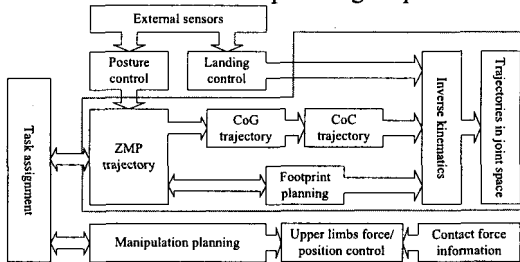 External sensors
Posture
control
Landing
control
Task assignment
ZMP
trajectory
CoG
trajectory
CoC
trajectory
Footprint
planning
Inverse kinematics
Trajectories in
joint space
Manipulation planning
Upper limbs force/
position control
Contact force
information